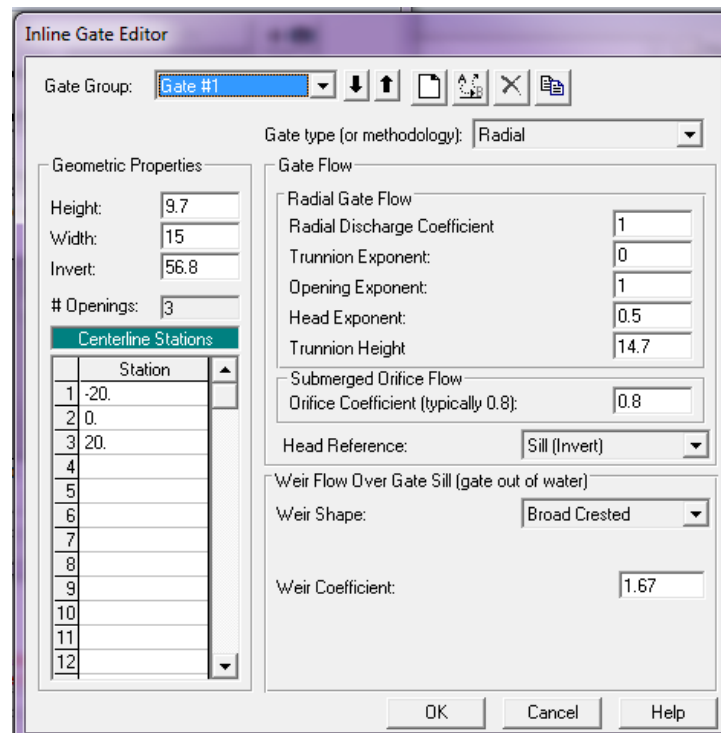 Inline Gate Editor
Gate Group: Gate #1
Gate type (or methodology): Radial
Geometric Properties
Height: 9.7
Width: 15
Invert: 56.8
# Openings: 3
Centerline Stations
Station
1 -20.
2 0.
3 20.
4
5
6
7
8
9
10
11
12
Gate Flow
Radial Gate Flow
Radial Discharge Coefficient 1
Trunnion Exponent: 0
Opening Exponent: 1
Head Exponent: 0.5
Trunnion Height 14.7
Submerged Orifice Flow
Orifice Coefficient (typically 0.8): 0.8
Head Reference: Sill (Invert)
Weir Flow Over Gate Sill (gate out of water)
Weir Shape: Broad Crested
Weir Coefficient: 1.67
OK Cancel Help